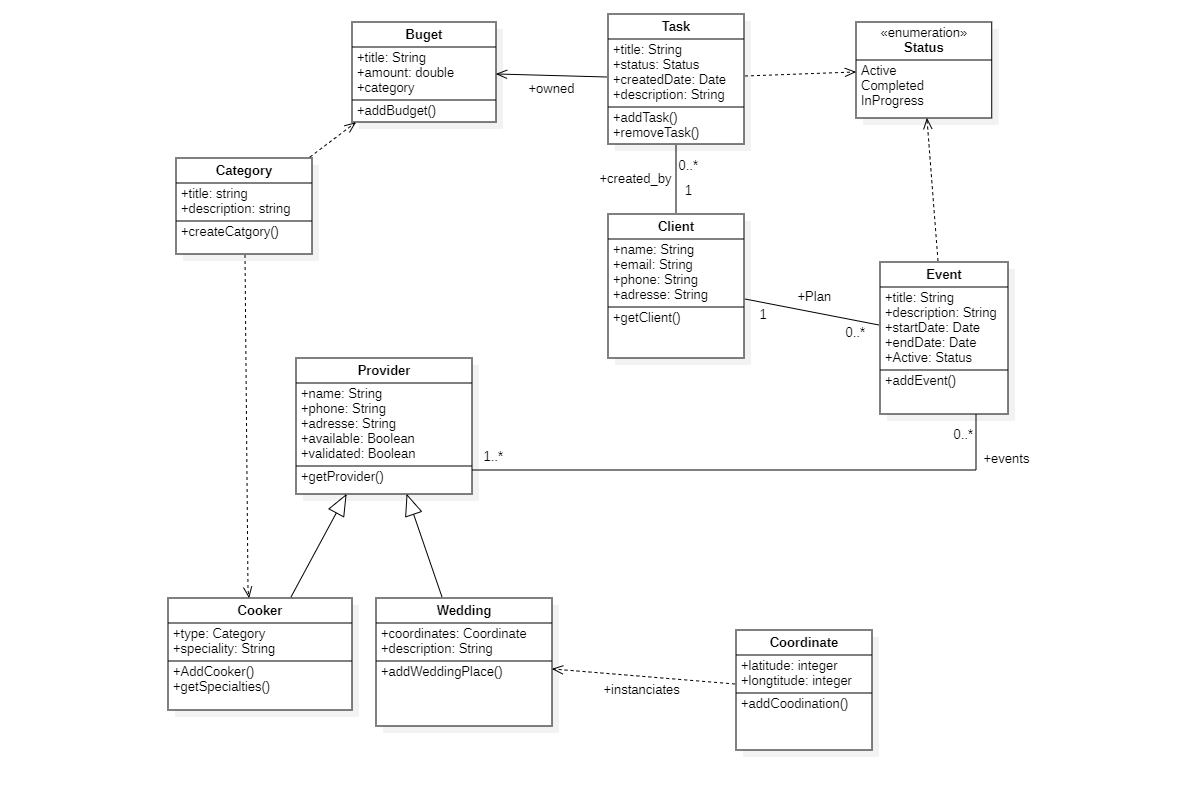 Buget
+title: String
+amount: double
+category
+addBudget()
Task
+title: String
+status: Status
+createdDate: Date
+description: String
+addTask()
+removeTask()
«enumeration»
Status
Active
Completed
InProgress
+owned
Category
+title: string
+description: string
+createCatgory()
0..*
+created_by
1
Client
+name: String
+email: String
+phone: String
+adresse: String
+getClient()
+Plan
1
0..*
Event
+title: String
+description: String
+startDate: Date
+endDate: Date
+Active: Status
+addEvent()
Provider
+name: String
+phone: String
+adresse: String
+available: Boolean
+validated: Boolean
+getProvider()
1..*
0..*
+events
Cooker
+type: Category
+speciality: String
+AddCooker()
+getSpecialties()
Wedding
+coordinates: Coordinate
+description: String
+addWeddingPlace()
+instanciates
Coordinate
+latitude: integer
+longtitude: integer
+addCoodination()